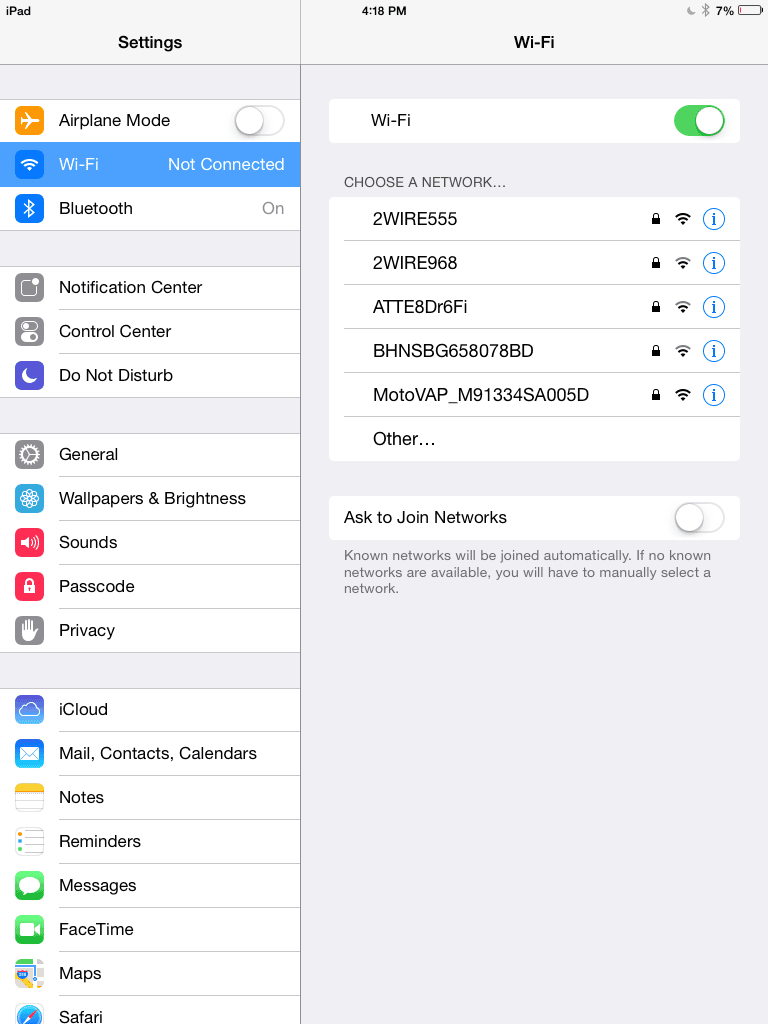 iPad
4:18 PM
7%
Settings
Wi-Fi
Airplane Mode
Wi-Fi Not Connected
Bluetooth On
Notification Center
Control Center
Do Not Disturb
General
Wallpapers & Brightness
Sounds
Passcode
Privacy
iCloud
Mail, Contacts, Calendars
Notes
Reminders
Messages
FaceTime
Maps
Safari
Wi-Fi
CHOOSE A NETWORK…
2WIRE555
2WIRE968
ATTE8Dr6Fi
BHNSBG658078BD
MotoVAP_M91334SA005D
Other…
Ask to Join Networks
Known networks will be joined automatically. If no known
networks are available, you will have to manually select a
network.